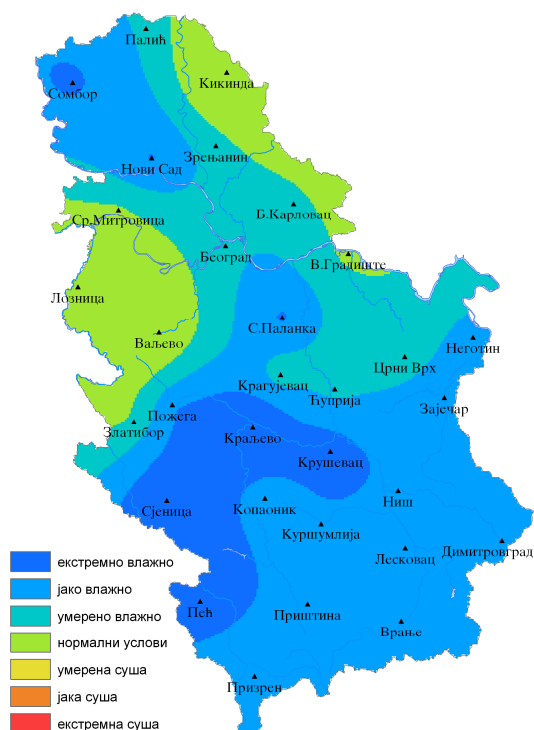 Палић
Кикинда
Сомбор
Зрењанин
Нови Сад
Ср.Митровица
Б.Карловац
Београд
В.Градиште
Лозница
С.Паланка
Ваљево
Неготин
Црни Врх
Крагујевац
Ћуприја
Зајечар
Пожега
Златибор
Краљево
Крушевац
Ниш
Сјеница
Копаоник
Куршумлија
Димитровград
Лесковац
екстремно влажно
јако влажно
Пећ
Приштина
умерено влажно
Врање
нормални услови
умерена суша
Призрен
јака суша
екстремна суша